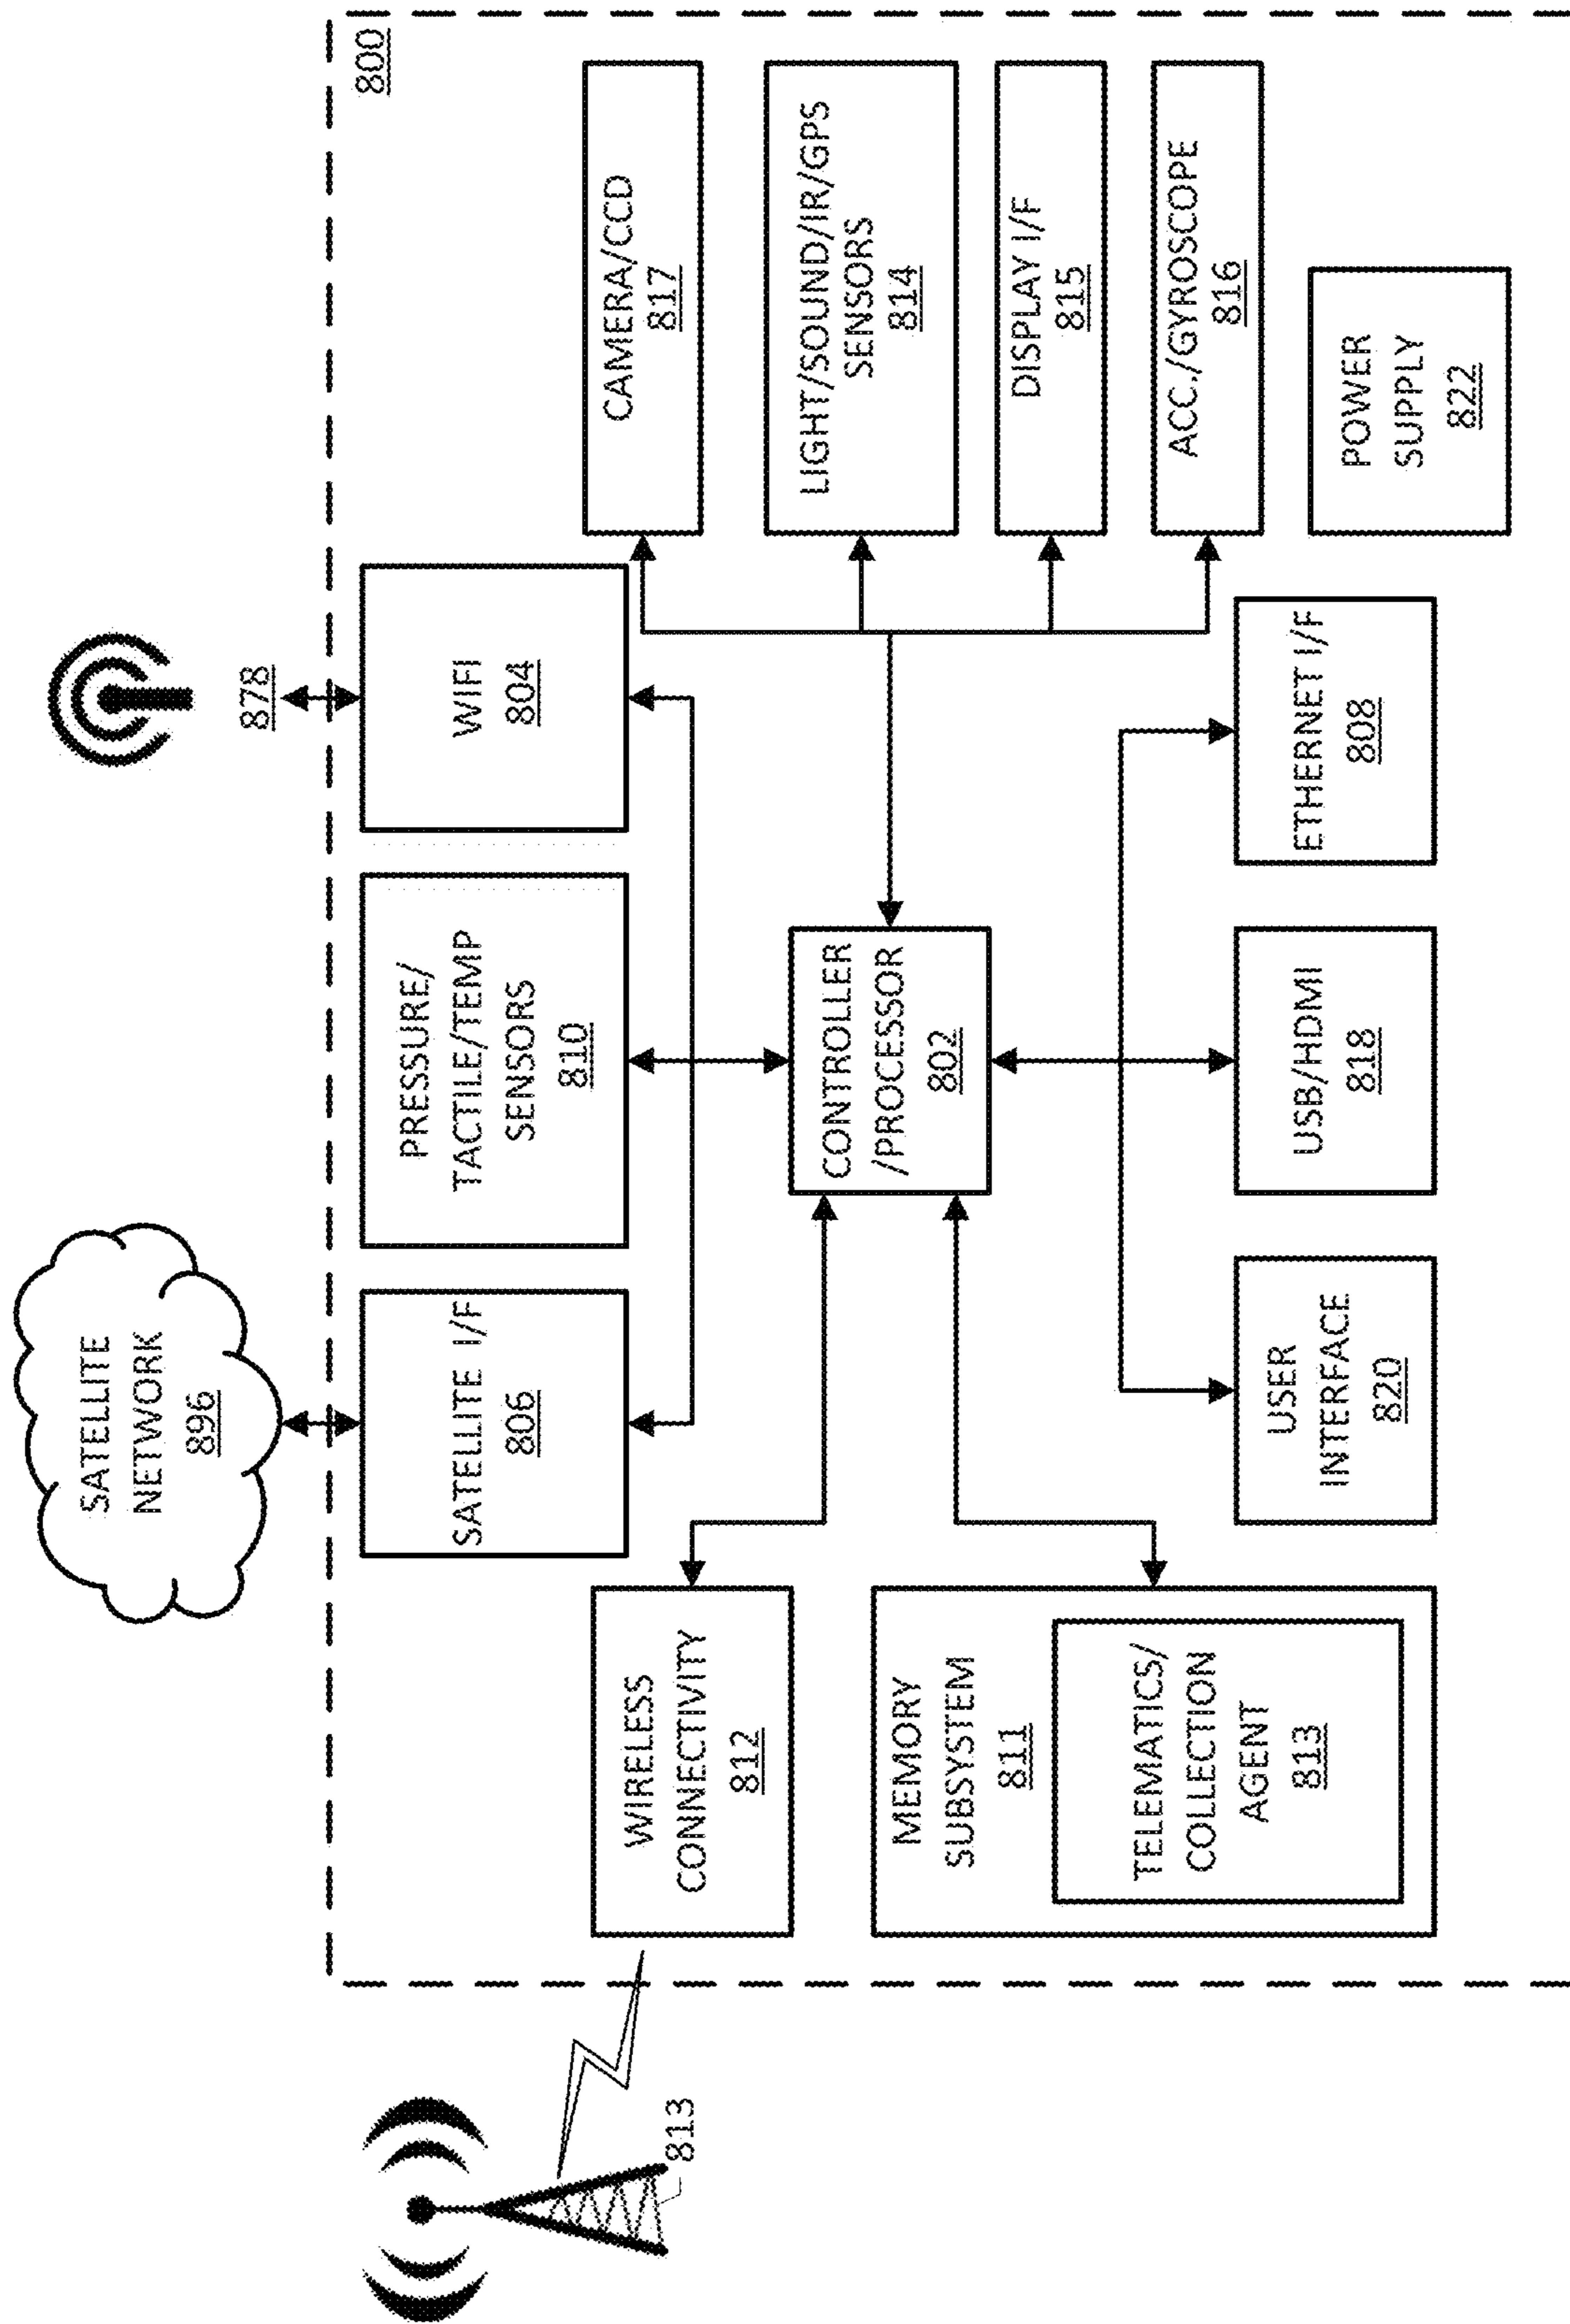 SATELLITE
NETWORK
896
878
800
813
SATELLITE I/F
806
PRESSURE/
TACTILE/TEMP
SENSORS
810
WIFI
804
CAMERA/CCD
817
LIGHT/SOUND/IR/GPS
SENSORS
814
DISPLAY I/F
815
ACC./GYROSCOPE
816
POWER
SUPPLY
822
WIRELESS
CONNECTIVITY
812
CONTROLLER
/PROCESSOR
802
MEMORY
SUBSYSTEM
811
TELEMATICS/
COLLECTION
AGENT
813
USER
INTERFACE
820
USB/HDMI
818
ETHERNET I/F
808